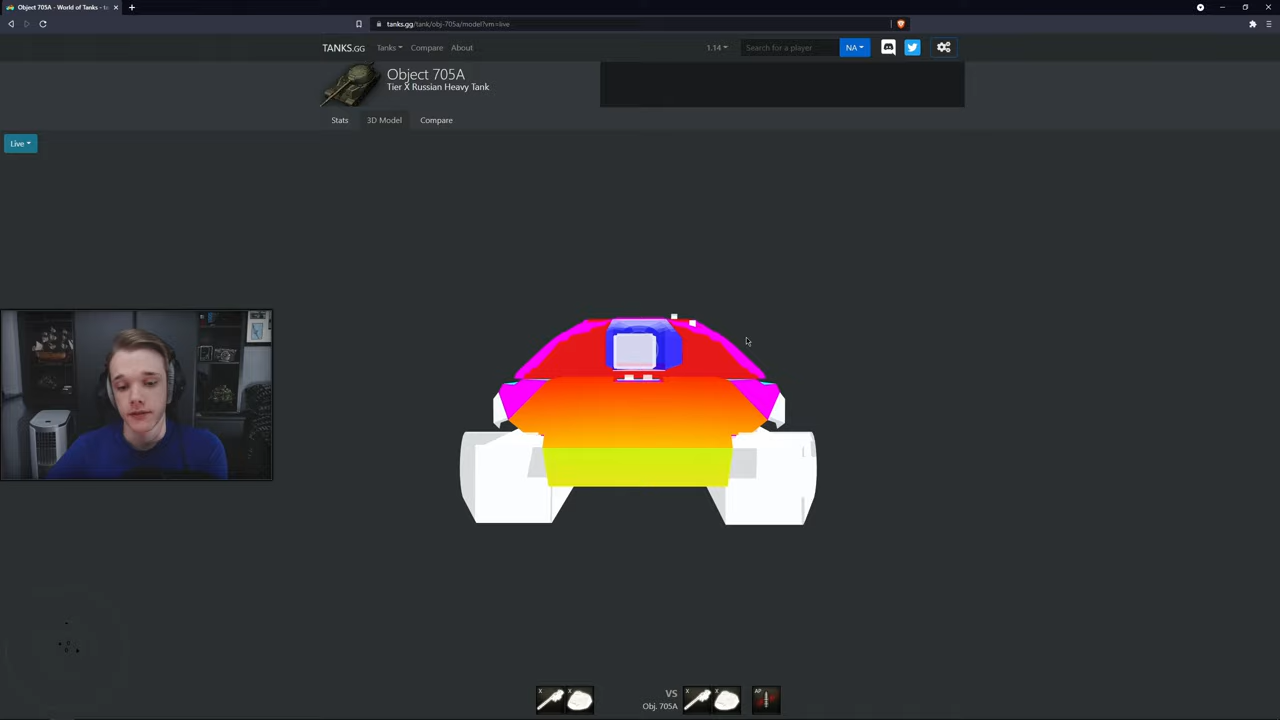 Object 705A - World of Tanks - ta
tanks.gg/tank/obj-705a/model?vm=live
TANKS.GG
Tanks
Compare
About
1.14
Search for a player
NA
Object 705A
Tier X Russian Heavy Tank
Stats
3D Model
Compare
Live
X
X
VS
Obj. 705A
X
X
AP